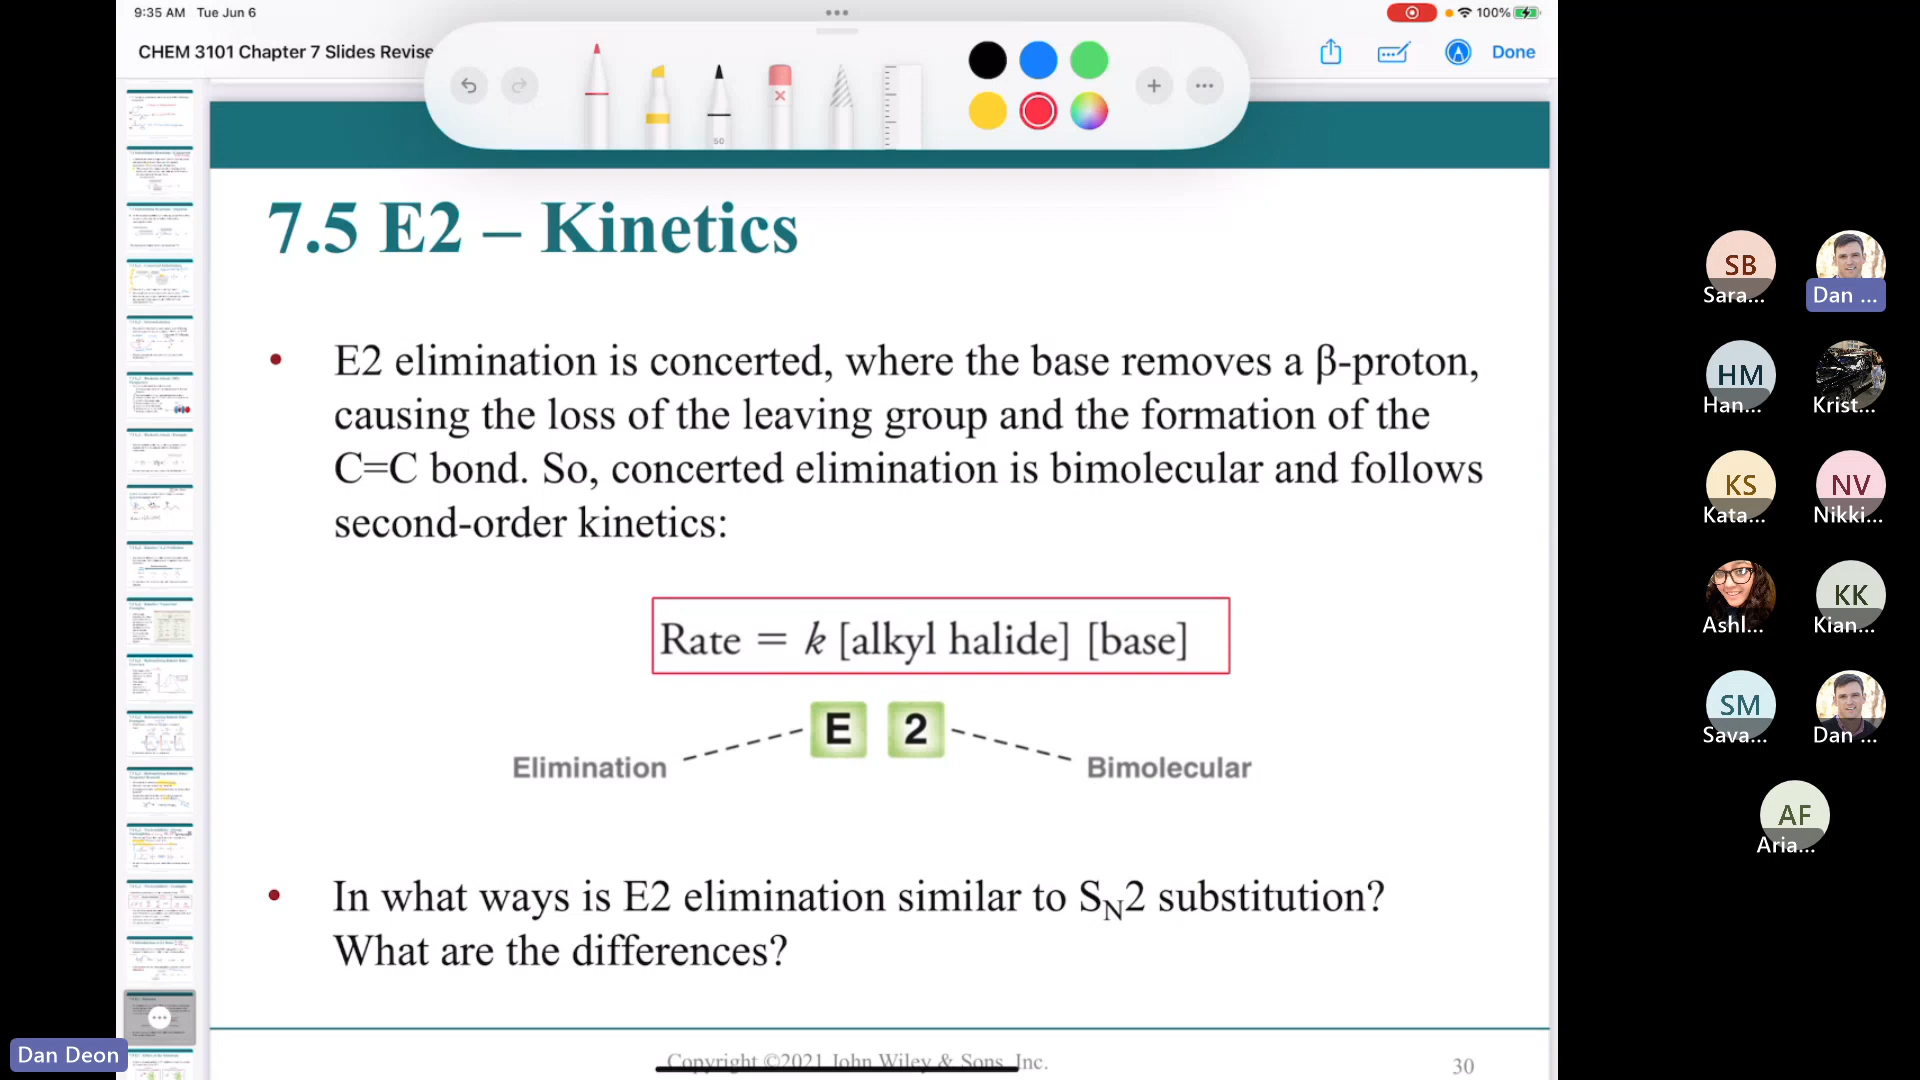 9:35 AM Tue Jun 6
100%
CHEM 3101 Chapter 7 Slides Revise
Done
50
7.5 E2 – Kinetics
• E2 elimination is concerted, where the base removes a β-proton,
causing the loss of the leaving group and the formation of the
C=C bond. So, concerted elimination is bimolecular and follows
second-order kinetics:
Rate = k [alkyl halide] [base]
E 2
Elimination
Bimolecular
• In what ways is E2 elimination similar to SN2 substitution?
What are the differences?
Copyright ©2021 John Wiley & Sons, Inc.
30
SB
Sara...
Dan ...
HM
Han...
Krist...
KS
Kata...
NV
Nikki...
Ashl...
KK
Kian...
SM
Sava...
Dan ...
AF
Aria...
Dan Deon